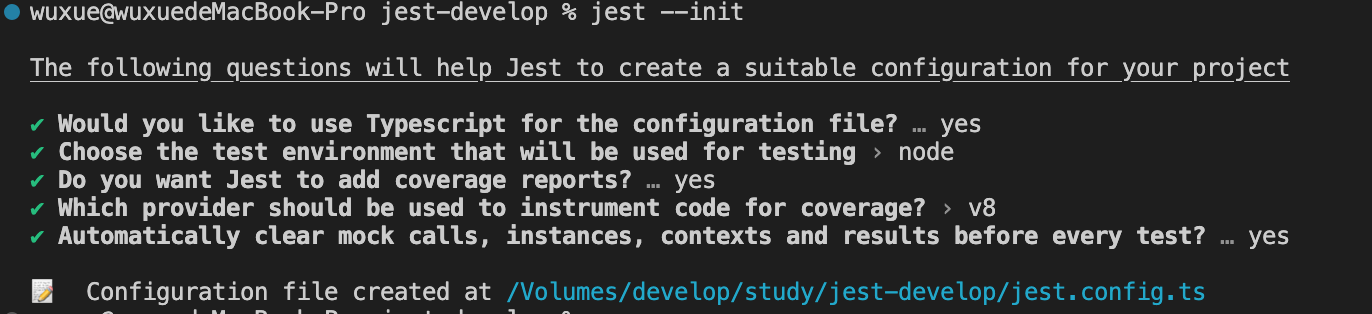 wuxue@wuxuedeMacBook-Pro jest-develop % jest --init
The following questions will help Jest to create a suitable configuration for your project
✔ Would you like to use Typescript for the configuration file? … yes
✔ Choose the test environment that will be used for testing › node
✔ Do you want Jest to add coverage reports? … yes
✔ Which provider should be used to instrument code for coverage? › v8
✔ Automatically clear mock calls, instances, contexts and results before every test? … yes
📝 Configuration file created at /Volumes/develop/study/jest-develop/jest.config.ts